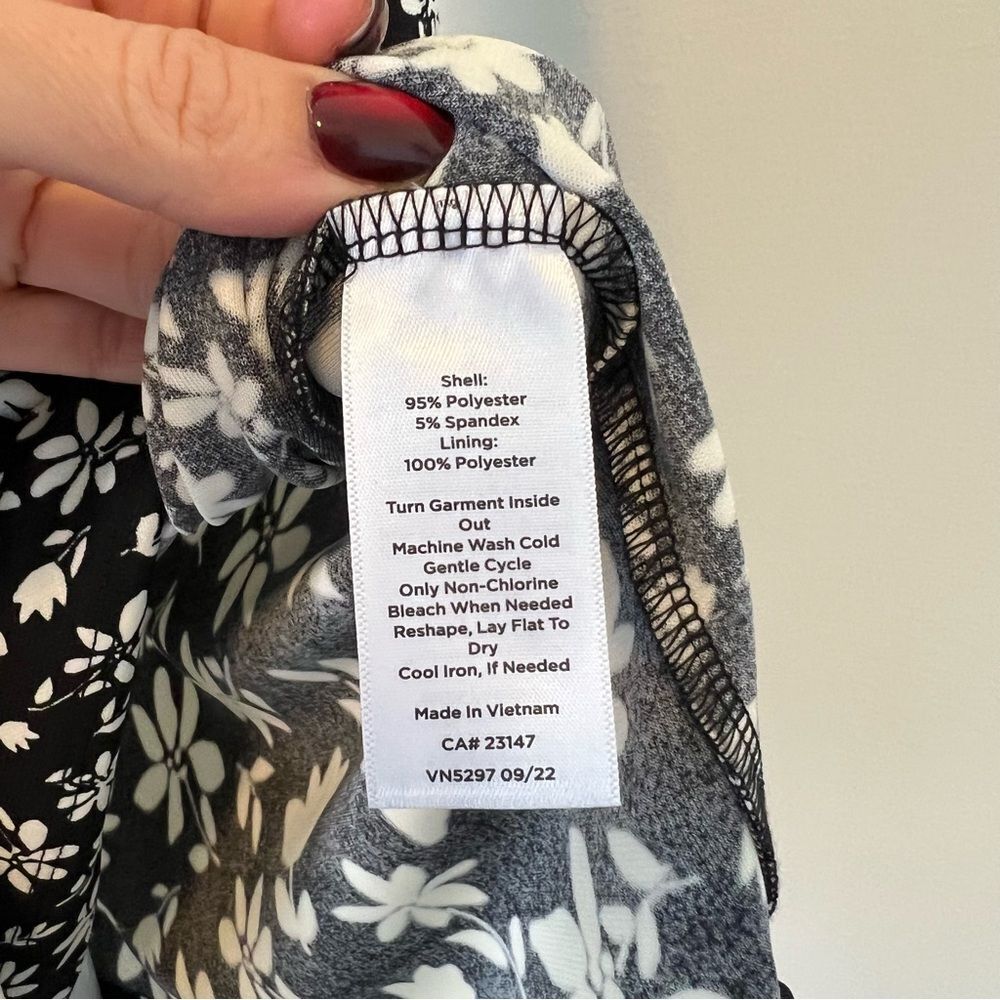 Shell:
95% Polyester
5% Spandex
Lining:
100% Polyester
Turn Garment Inside
Out
Machine Wash Cold
Gentle Cycle
Only Non-Chlorine
Bleach When Needed
Reshape, Lay Flat To
Dry
Cool Iron, If Needed
Made In Vietnam
CA# 23147
VN5297 09/22